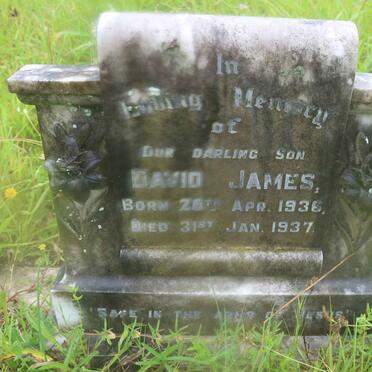 In
Loving Memory
of
OUR DARLING SON
DAVID JAMES,
BORN 26TH APR. 1936,
DIED 31ST JAN. 1937.
"SAFE IN THE ARMS OF JESUS"